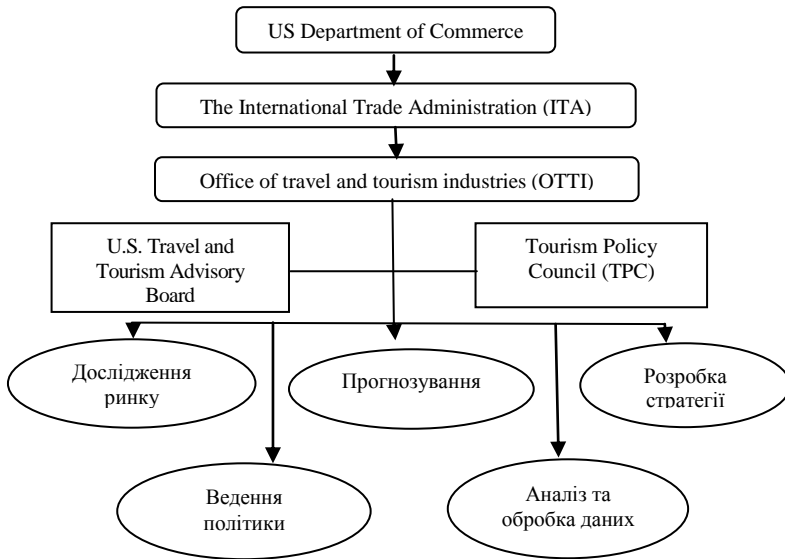 US Department of Commerce
The International Trade Administration (ITA)
Office of travel and tourism industries (OTTI)
U.S. Travel and
Tourism Advisory
Board
Tourism Policy
Council (TPC)
Дослідження
ринку
Прогнозування
Розробка
стратегії
Ведення
політики
Аналіз та
обробка даних